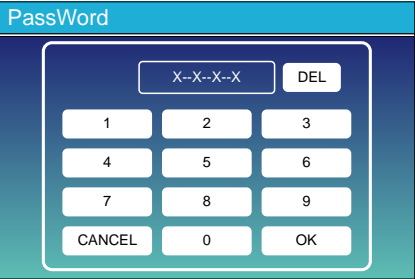 PassWord
X--X--X--X DEL
1 2 3
4 5 6
7 8 9
CANCEL 0 OK